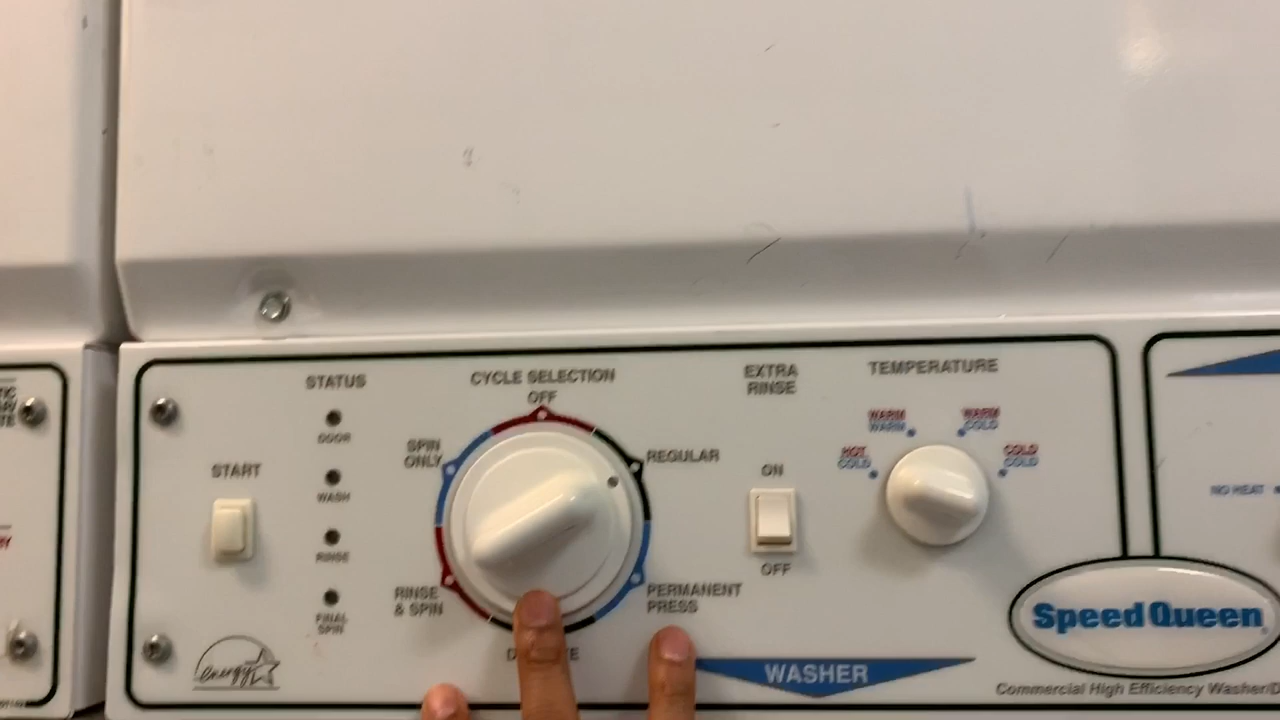 STATUS
DOOR
WASH
RINSE
FINAL
SPIN
START
energy
CYCLE SELECTION
OFF
SPIN
ONLY
REGULAR
RINSE
& SPIN
PERMANENT
PRESS
EXTRA
RINSE
ON
OFF
TEMPERATURE
HOT
COLD
WARM
WARM
WARM
COLD
COLD
COLD
WASHER
NO HEAT
Speed Queen
Commercial High Efficiency Washer/D